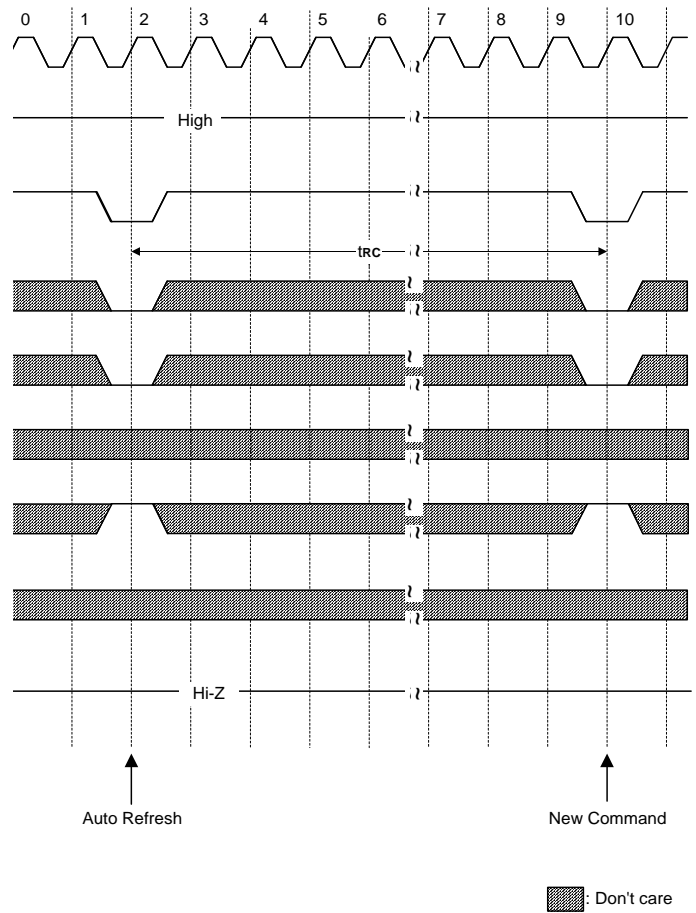 0 1 2 3 4 5 6 7 8 9 10
High
tRC
Hi-Z
Auto Refresh New Command
: Don't care